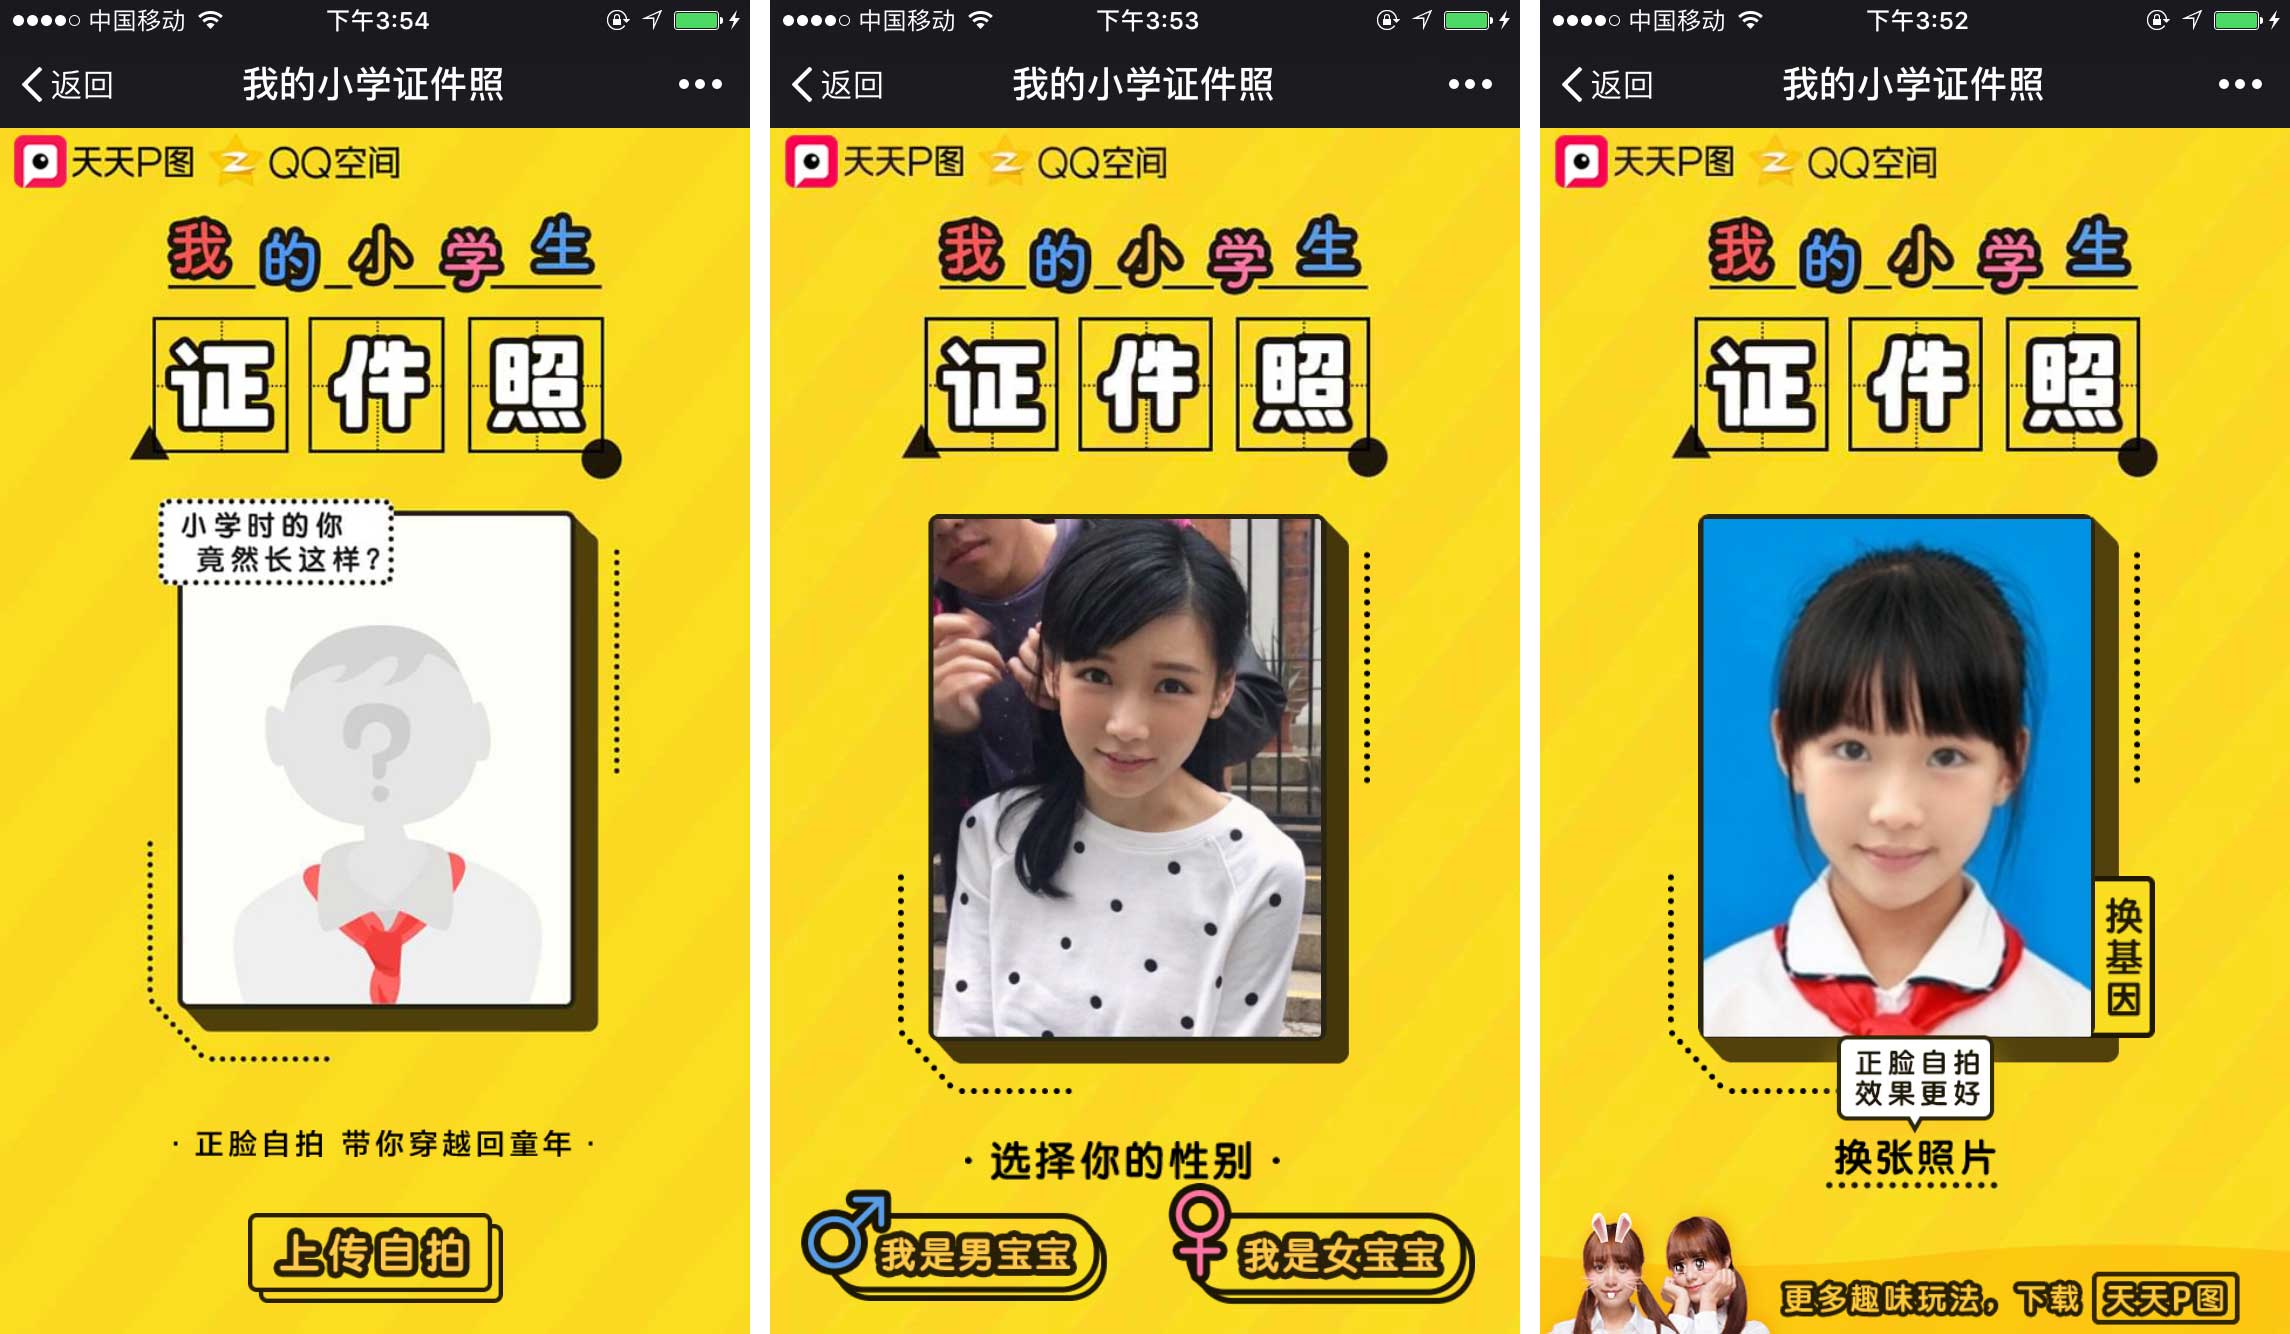 中国移动 下午3:54
返回 我的小学证件照
天天P图 QQ空间
我的小学生
证件照
小学时的你
竟然长这样?
?
· 正脸自拍 带你穿越回童年 ·
上传自拍
中国移动 下午3:53
返回 我的小学证件照
天天P图 QQ空间
我的小学生
证件照
· 选择你的性别 ·
我是男宝宝
我是女宝宝
中国移动 下午3:52
返回 我的小学证件照
天天P图 QQ空间
我的小学生
证件照
换基因
正脸自拍
效果更好
换张照片
更多趣味玩法，下载 天天P图